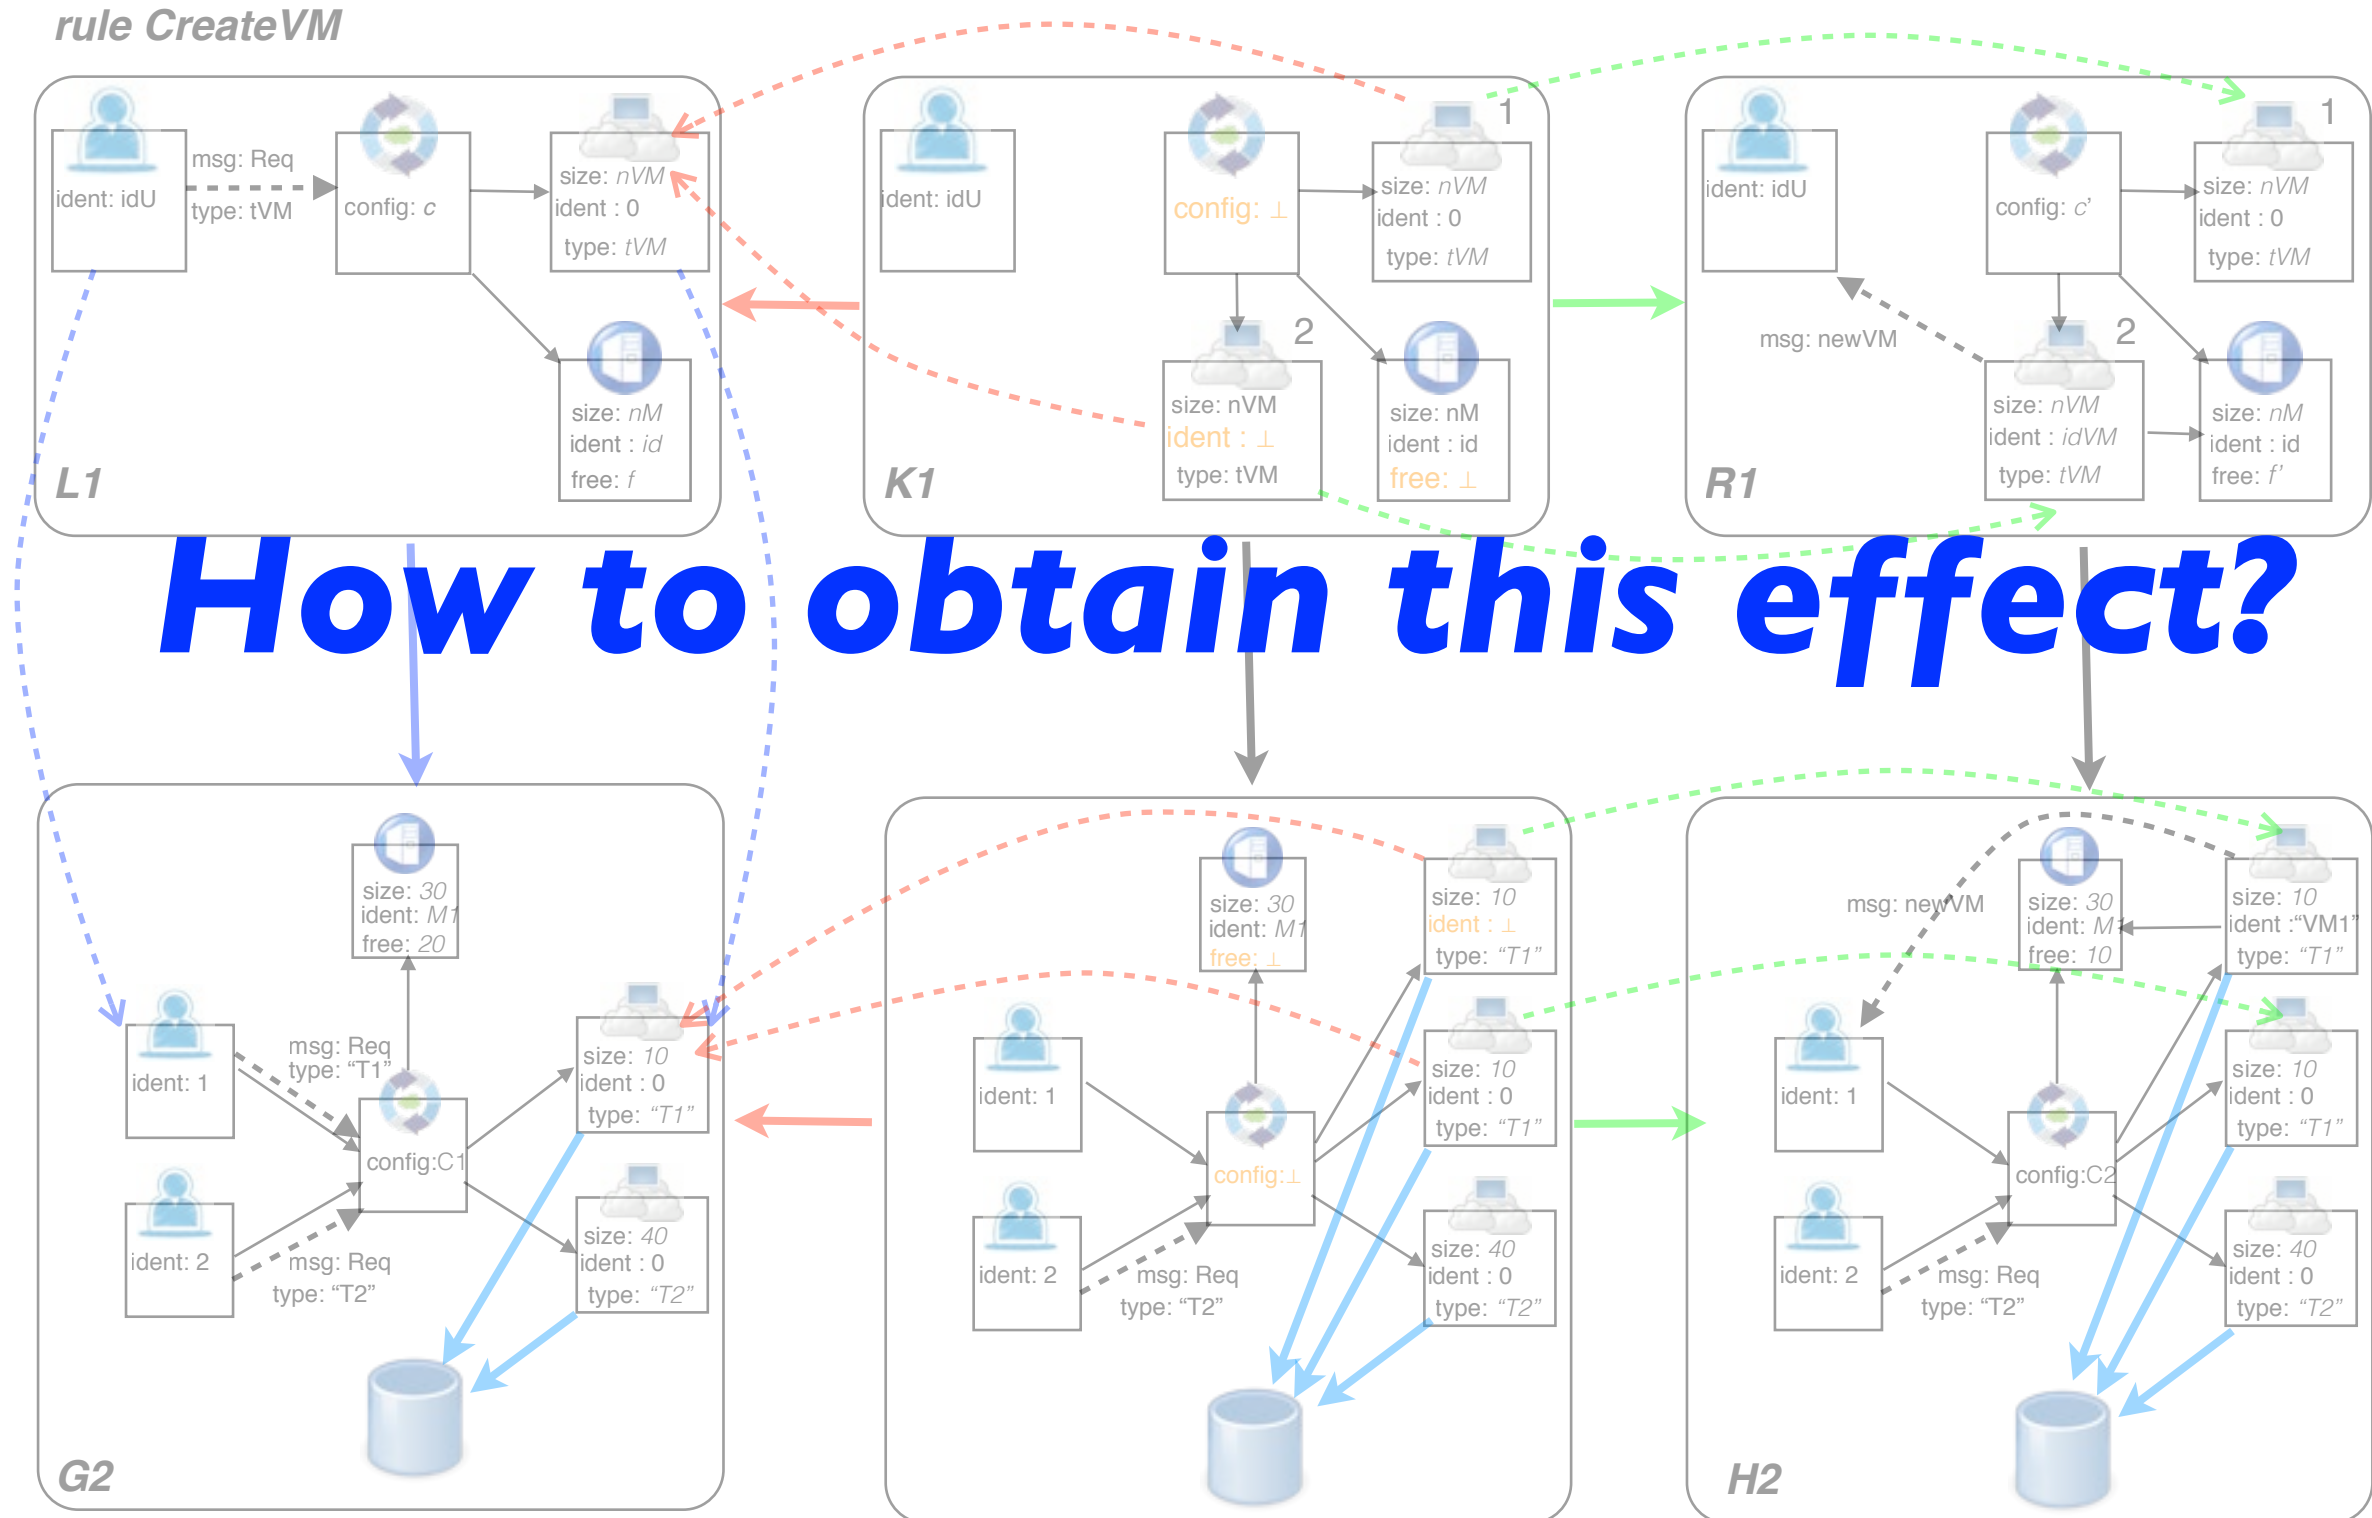 rule CreateVM
ident: idU
msg: Req
type: tVM
config: c
size: nVM
ident : 0
type: tVM
size: nM
ident : id
free: f
L1
ident: idU
config: ⊥
1
size: nVM
ident : 0
type: tVM
2
size: nVM
ident : ⊥
type: tVM
size: nM
ident : id
free: ⊥
K1
ident: idU
config: c'
1
size: nVM
ident : 0
type: tVM
msg: newVM
2
size: nVM
ident : idVM
type: tVM
size: nM
ident : id
free: f'
R1
How to obtain this effect?
size: 30
ident: M1
free: 20
ident: 1
msg: Req
type: “T1”
config:C1
size: 10
ident : 0
type: “T1”
ident: 2
msg: Req
type: “T2”
size: 40
ident : 0
type: “T2”
G2
size: 30
ident: M1
free: ⊥
size: 10
ident : ⊥
type: “T1”
ident: 1
size: 10
ident : 0
type: “T1”
config:⊥
ident: 2
msg: Req
type: “T2”
size: 40
ident : 0
type: “T2”
msg: newVM
size: 30
ident: M1
free: 10
size: 10
ident :“VM1”
type: “T1”
ident: 1
size: 10
ident : 0
type: “T1”
config:C2
ident: 2
msg: Req
type: “T2”
size: 40
ident : 0
type: “T2”
H2